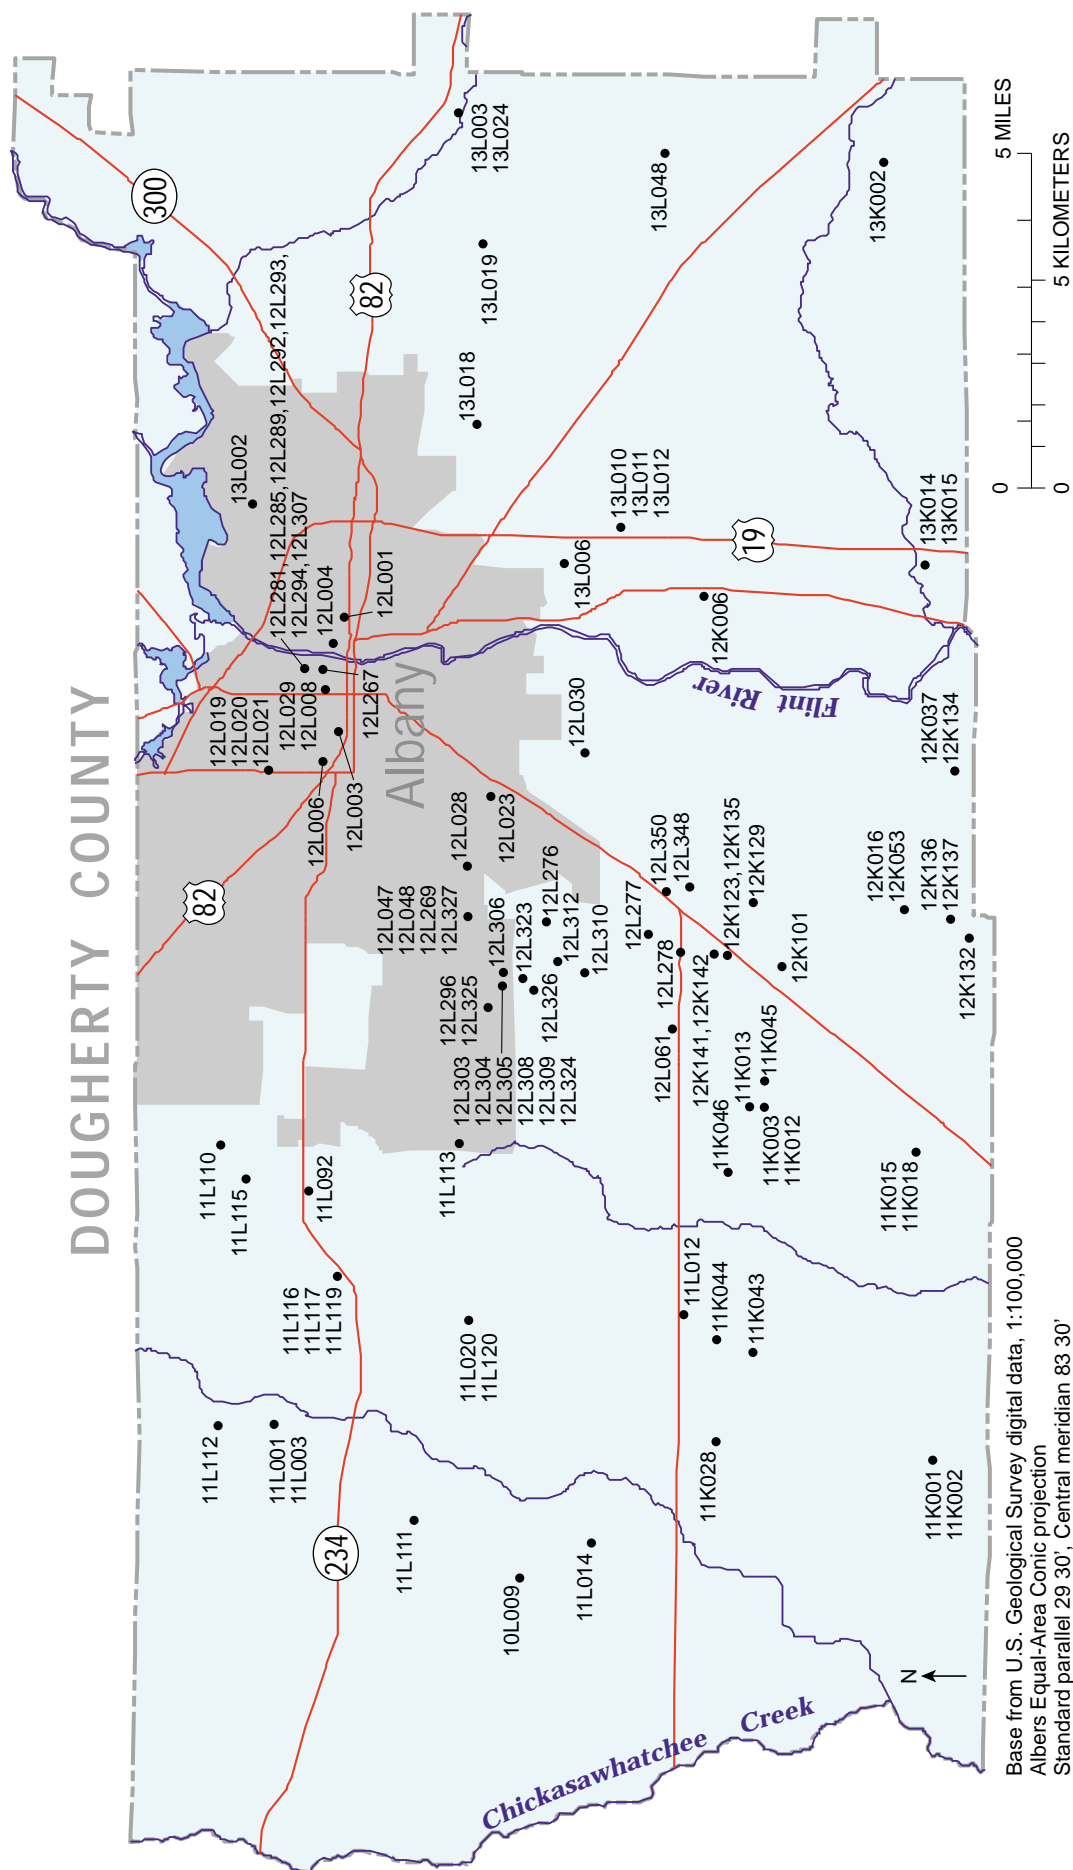 DOUGHERTY COUNTY
300
82
82
234
19
Albany
Flint River
Chickasawhatchee Creek
11L110
11L115
11L092
11L116
11L117
11L119
11L112
11L001
11L003
11L111
10L009
11L014
11L020
11L120
11L113
11L012
11K044
11K043
11K028
11K001
11K002
11K015
11K018
11K046
11K003
11K012
11K013
11K045
12L019
12L020
12L021
12L029
12L008
12L006
12L003
12L267
12L281,12L285,12L289,12L292,12L293,
12L294,12L307
12L004
12L001
13L002
12L028
12L023
12L047
12L048
12L269
12L327
12L296
12L325
12L303
12L304
12L305
12L308
12L309
12L324
12L306
12L323
12L326
12L276
12L312
12L310
12L030
12L277
12L278
12L350
12L348
12L061
12K141,12K142
12K123,12K135
12K129
12K101
12K016
12K053
12K136
12K137
12K132
12K037
12K134
12K006
13L003
13L024
13L048
13L019
13L018
13L010
13L011
13L012
13L006
13K002
13K014
13K015
N
0 5 MILES
0 5 KILOMETERS
Base from U.S. Geological Survey digital data, 1:100,000
Albers Equal-Area Conic projection
Standard parallel 29 30’, Central meridian 83 30’